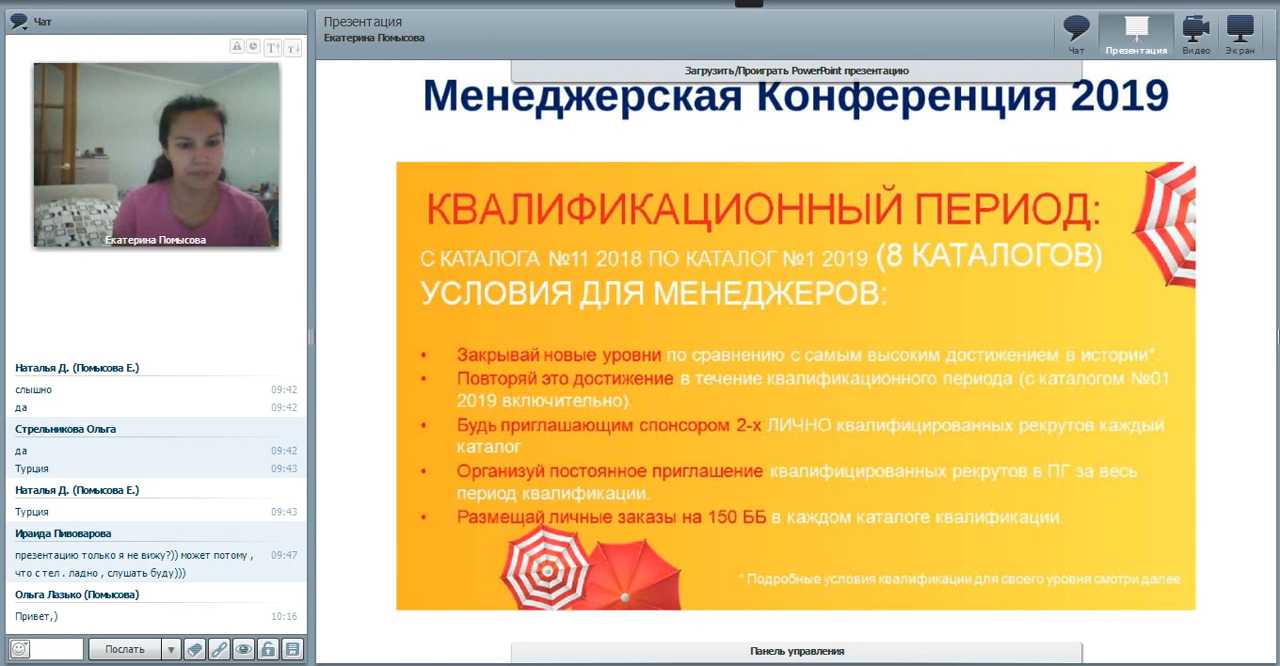 Чат
Екатерина Помысова
Наталья Д. (Помысова Е.)
слышно 09:42
да 09:42
Стрельникова Ольга
да 09:42
Турция 09:43
Наталья Д. (Помысова Е.)
Турция 09:43
Ираида Пивоварова
презентацию только я не вижу?)) может потому , 09:47
что с тел . ладно , слушать буду)))
Ольга Лазько (Помысова)
Привет,) 10:16
Послать
Презентация
Екатерина Помысова
Чат Презентация Видео Экран
Загрузить/Проиграть PowerPoint презентацию
Менеджерская Конференция 2019
КВАЛИФИКАЦИОННЫЙ ПЕРИОД:
С КАТАЛОГА №11 2018 ПО КАТАЛОГ №1 2019 (8 КАТАЛОГОВ)
УСЛОВИЯ ДЛЯ МЕНЕДЖЕРОВ:
• Закрывай новые уровни по сравнению с самым высоким достижением в истории*.
• Повторяй это достижение в течение квалификационного периода (с каталогом №01
2019 включительно).
• Будь приглашающим спонсором 2-х ЛИЧНО квалифицированных рекрутов каждый
каталог
• Организуй постоянное приглашение квалифицированных рекрутов в ПГ за весь
период квалификации.
• Размещай личные заказы на 150 ББ в каждом каталоге квалификации.
* Подробные условия квалификации для своего уровня смотри далее
Панель управления